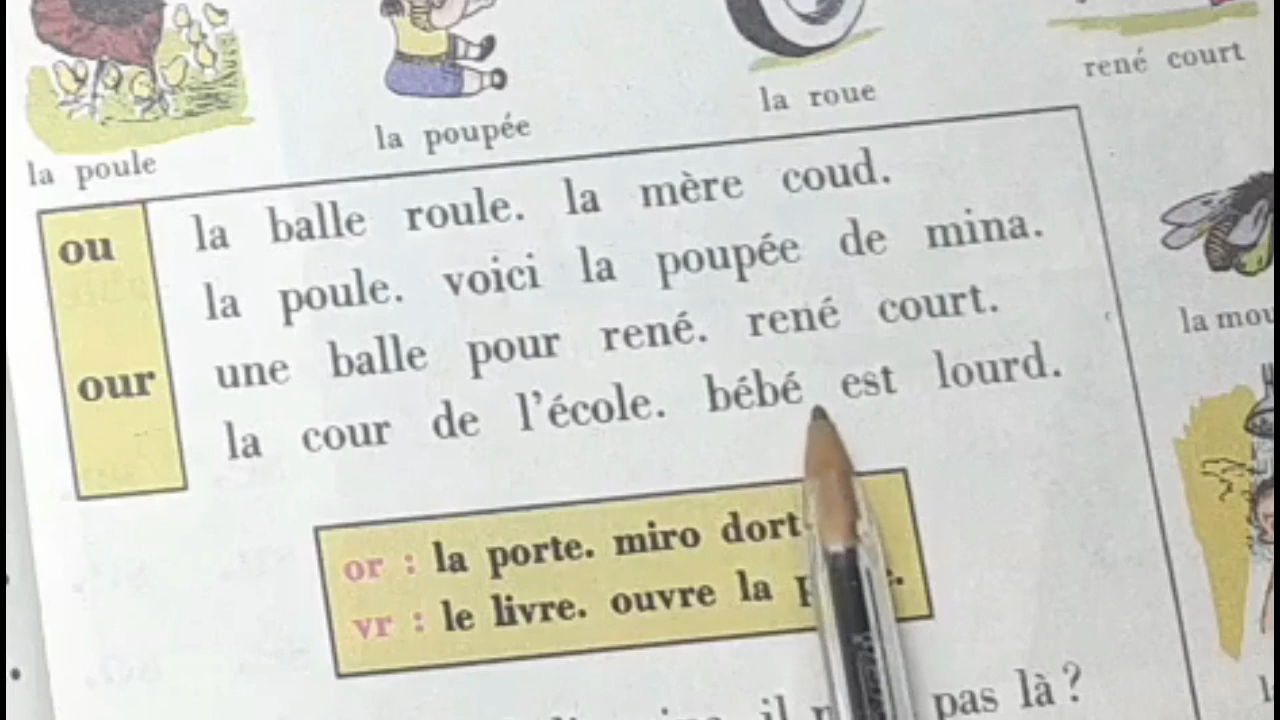 la poule
la poupée
la roue
rené court
ou
la balle roule. la mère coud.
la poule. voici la poupée de mina.
our
une balle pour rené. rené court.
la cour de l'école. bébé est lourd.
la mou
or : la porte. miro dort
vr : le livre. ouvre la
il pas là ?